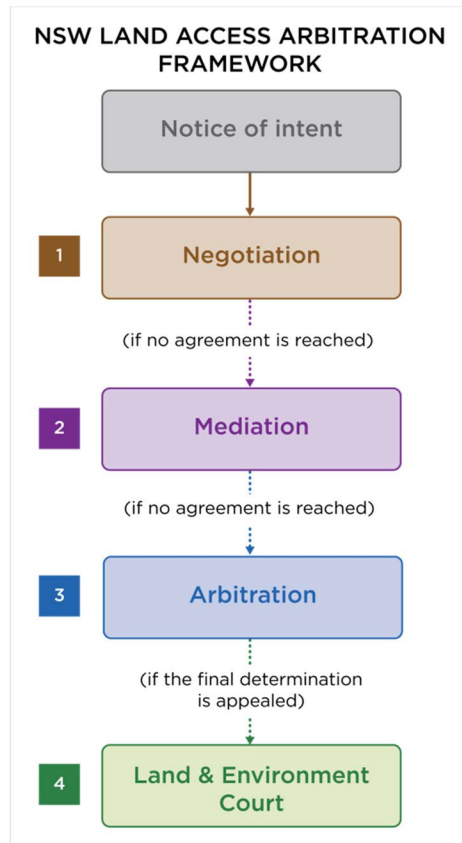 NSW LAND ACCESS ARBITRATION
FRAMEWORK
Notice of intent
1
Negotiation
(if no agreement is reached)
2
Mediation
(if no agreement is reached)
3
Arbitration
(if the final determination
is appealed)
4
Land & Environment
Court